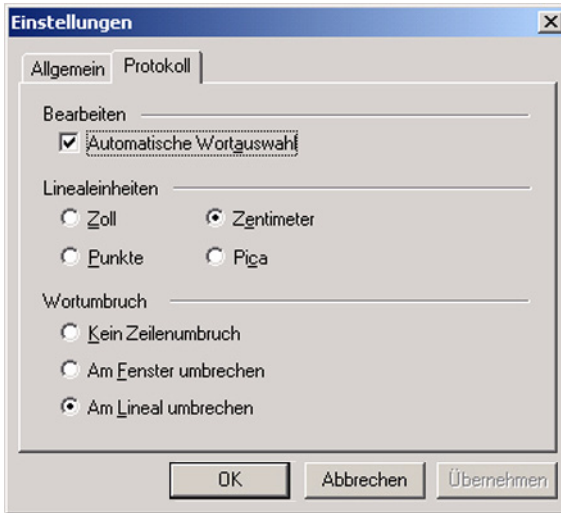 Einstellungen
Allgemein Protokoll
Bearbeiten
Automatische Wortauswahl
Linealeinheiten
Zoll Zentimeter
Punkte Pica
Wortumbruch
Kein Zeilenumbruch
Am Fenster umbrechen
Am Lineal umbrechen
OK Abbrechen Übernehmen